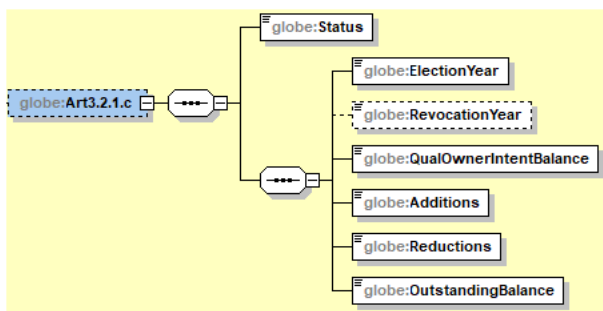 globe:Status
globe:ElectionYear
globe:Art3.2.1.c
globe:RevocationYear
globe:QualOwnerIntentBalance
globe:Additions
globe:Reductions
globe:OutstandingBalance